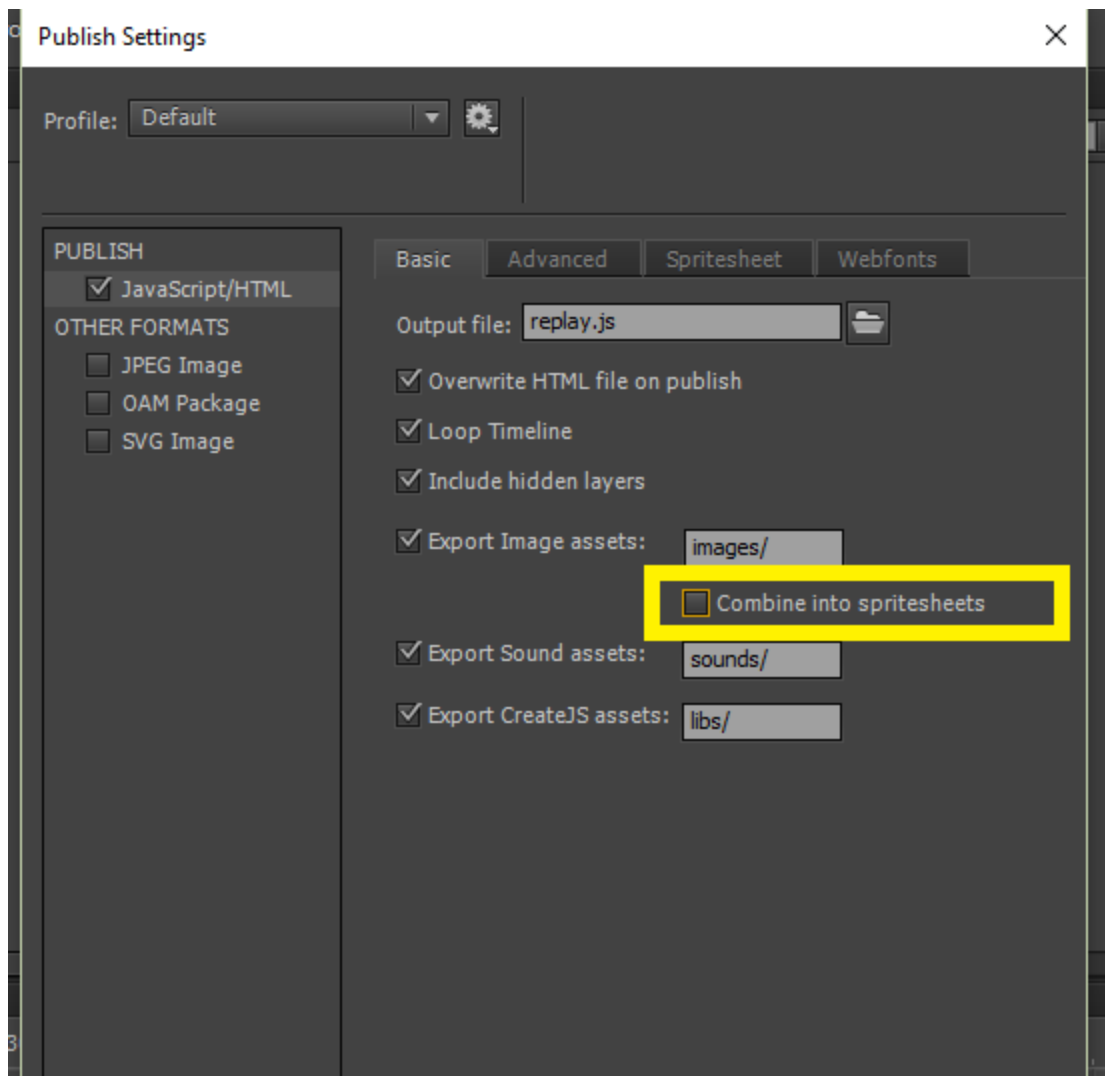 Publish Settings
Profile: Default
PUBLISH
JavaScript/HTML
OTHER FORMATS
JPEG Image
OAM Package
SVG Image
Basic Advanced Spritesheet Webfonts
Output file: replay.js
Overwrite HTML file on publish
Loop Timeline
Include hidden layers
Export Image assets: images/
Combine into spritesheets
Export Sound assets: sounds/
Export CreateJS assets: libs/